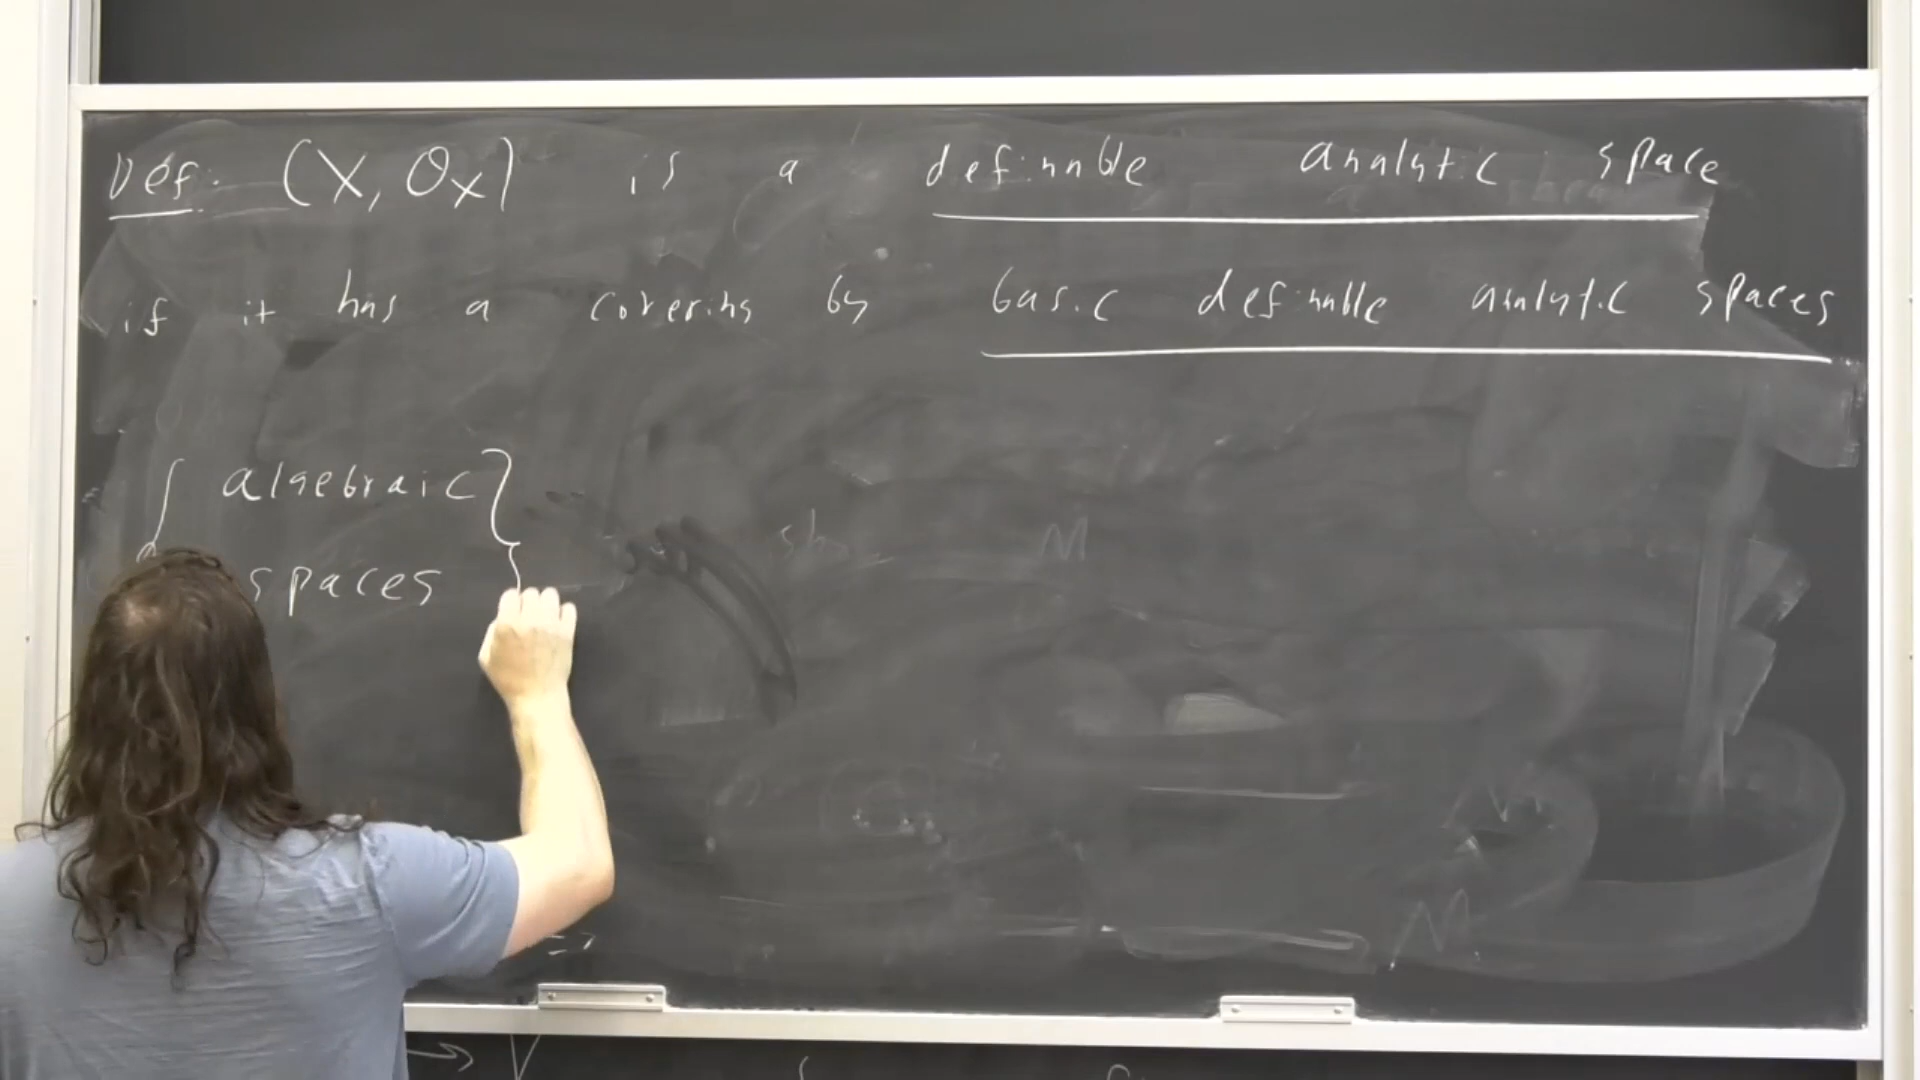 Def: (X, O_X) is a definable analytic space
if it has a covering by basic definable analytic spaces
{ algebraic }
spaces